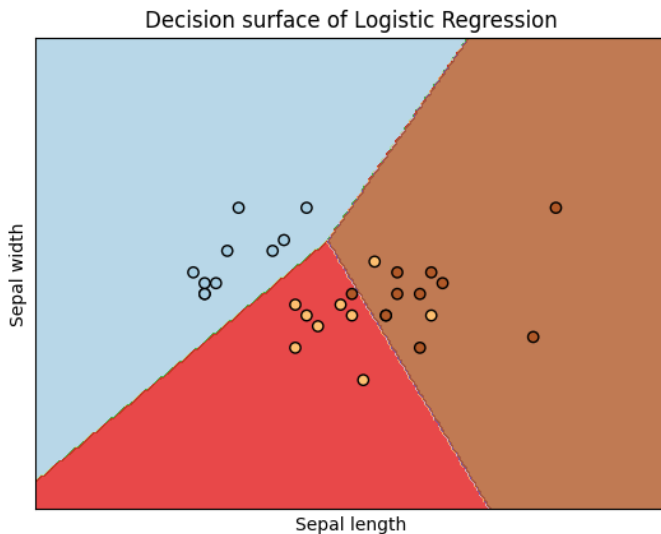 Decision surface of Logistic Regression
Sepal width
Sepal length